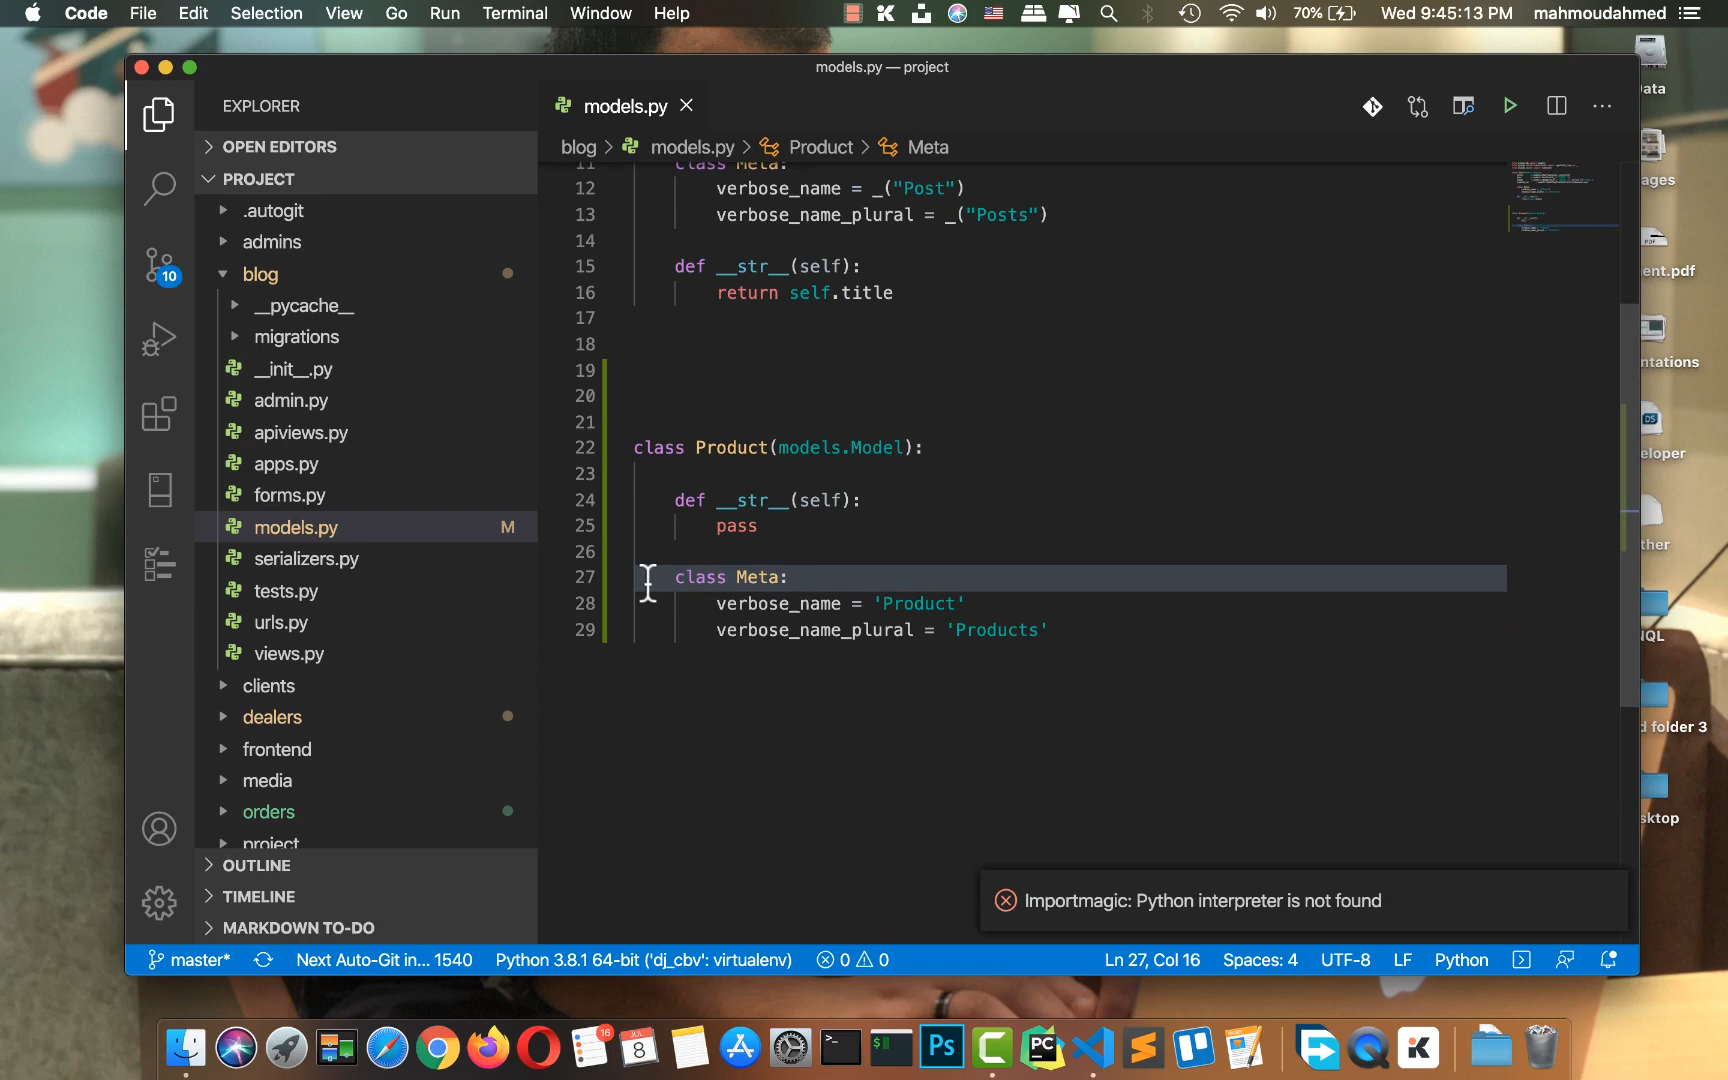 Code File Edit Selection View Go Run Terminal Window Help 70% Wed 9:45:13 PM mahmoudahmed
models.py — project
EXPLORER
OPEN EDITORS
PROJECT
.autogit
admins
blog
__pycache__
migrations
__init__.py
admin.py
apiviews.py
apps.py
forms.py
models.py M
serializers.py
tests.py
urls.py
views.py
clients
dealers
frontend
media
orders
project
OUTLINE
TIMELINE
MARKDOWN TO-DO
10
models.py
blog > models.py > Product > Meta
11 class Meta:
12 verbose_name = _("Post")
13 verbose_name_plural = _("Posts")
14
15 def __str__(self):
16 return self.title
17
18
19
20
21
22 class Product(models.Model):
23
24 def __str__(self):
25 pass
26
27 class Meta:
28 verbose_name = 'Product'
29 verbose_name_plural = 'Products'
Importmagic: Python interpreter is not found
master* Next Auto-Git in... 1540 Python 3.8.1 64-bit ('dj_cbv': virtualenv) 0 0 Ln 27, Col 16 Spaces: 4 UTF-8 LF Python
ata
ages
PDF
ent.pdf
ntations
DS
eloper
ther
QL
d folder 3
sktop
16
JUL
8
Ps
PC